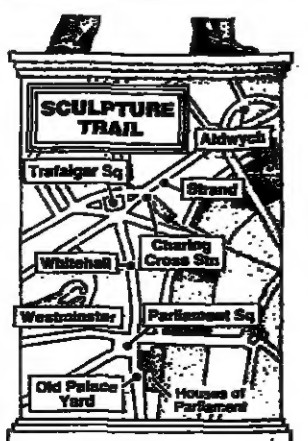 SCULPTURE
TRAIL
Aldwych
Trafalgar Sq
Strand
Charing
Cross Stn
Whitehall
Westminster
Parliament Sq
Old Palace
Yard
Houses of
Parliament